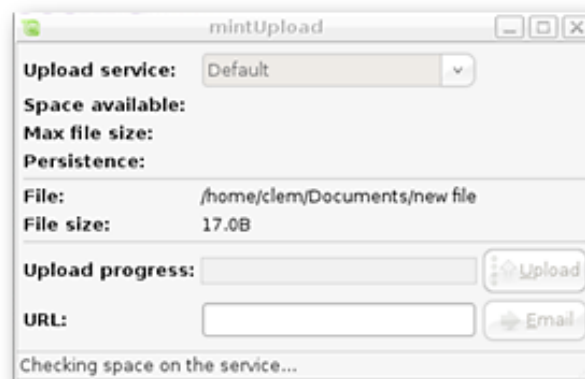 mintUpload
Upload service: Default
Space available:
Max file size:
Persistence:
File: /home/clem/Documents/new file
File size: 17.0B
Upload progress: Upload
URL: Email
Checking space on the service...